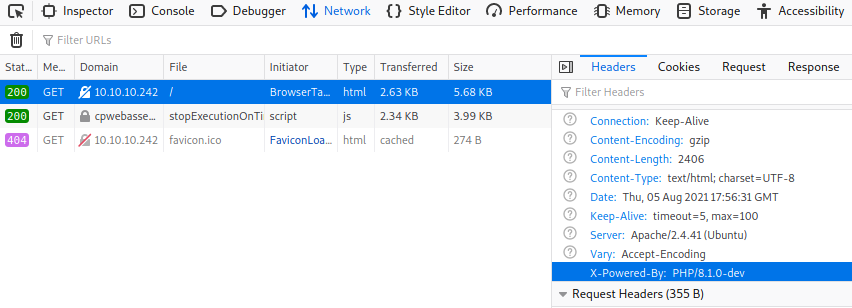 Inspector Console Debugger Network Style Editor Performance Memory Storage Accessibility
Filter URLs
Stat... Me... Domain File Initiator Type Transferred Size
200 GET 10.10.10.242 / BrowserTa... html 2.63 KB 5.68 KB
200 GET cpwebasse... stopExecutionOnTi script js 2.34 KB 3.99 KB
404 GET 10.10.10.242 favicon.ico FaviconLoa... html cached 274 B
Headers Cookies Request Response
Filter Headers
Connection: Keep-Alive
Content-Encoding: gzip
Content-Length: 2406
Content-Type: text/html; charset=UTF-8
Date: Thu, 05 Aug 2021 17:56:31 GMT
Keep-Alive: timeout=5, max=100
Server: Apache/2.4.41 (Ubuntu)
Vary: Accept-Encoding
X-Powered-By: PHP/8.1.0-dev
Request Headers (355 B)